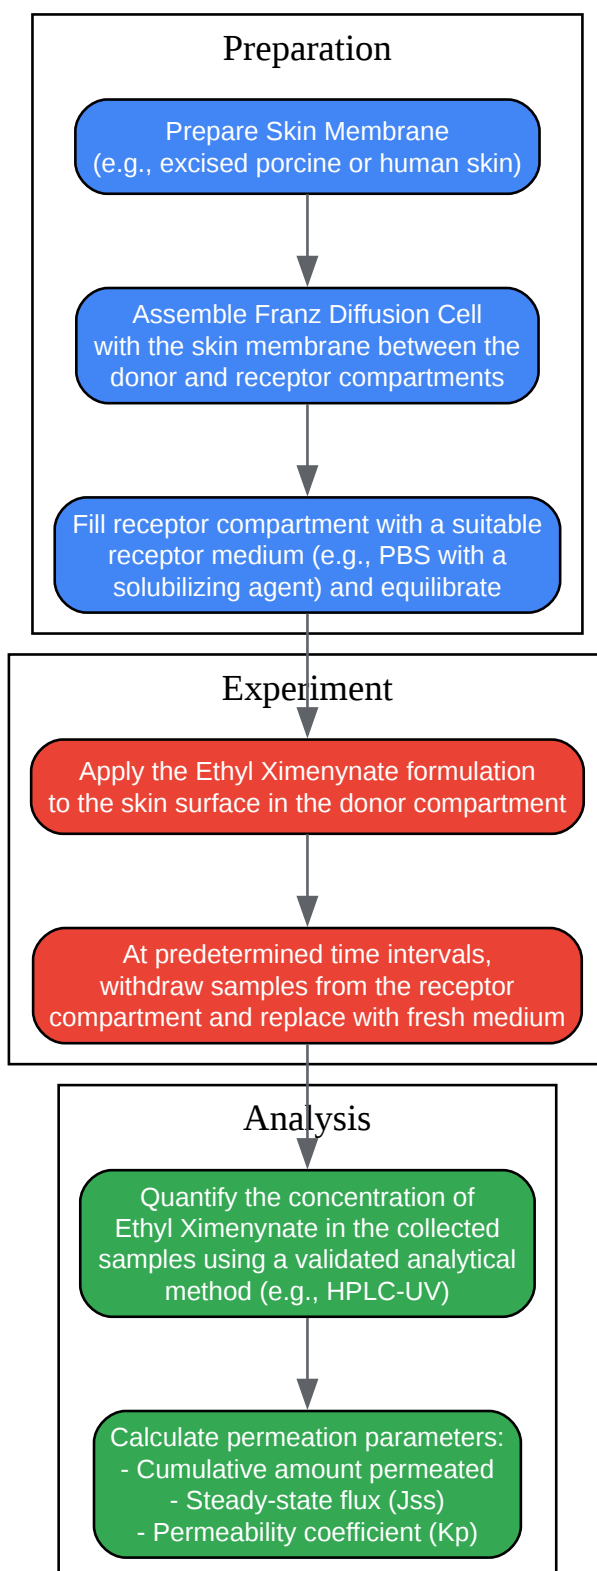 Preparation
Prepare Skin Membrane
(e.g., excised porcine or human skin)
Assemble Franz Diffusion Cell
with the skin membrane between the
donor and receptor compartments
Fill receptor compartment with a suitable
receptor medium (e.g., PBS with a
solubilizing agent) and equilibrate
Experiment
Apply the Ethyl Ximenynate formulation
to the skin surface in the donor compartment
At predetermined time intervals,
withdraw samples from the receptor
compartment and replace with fresh medium
Analysis
Quantify the concentration of
Ethyl Ximenynate in the collected
samples using a validated analytical
method (e.g., HPLC-UV)
Calculate permeation parameters:
- Cumulative amount permeated
- Steady-state flux (Jss)
- Permeability coefficient (Kp)